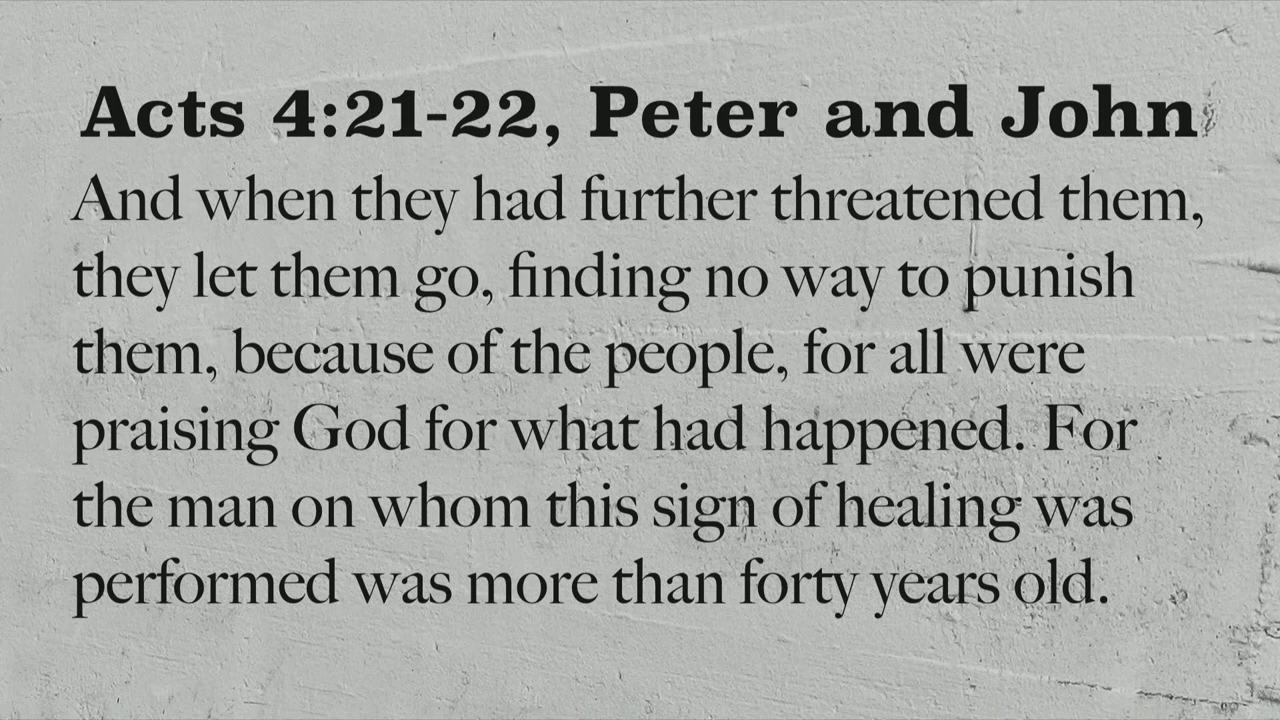 Acts 4:21-22, Peter and John
And when they had further threatened them,
they let them go, finding no way to punish
them, because of the people, for all were
praising God for what had happened. For
the man on whom this sign of healing was
performed was more than forty years old.